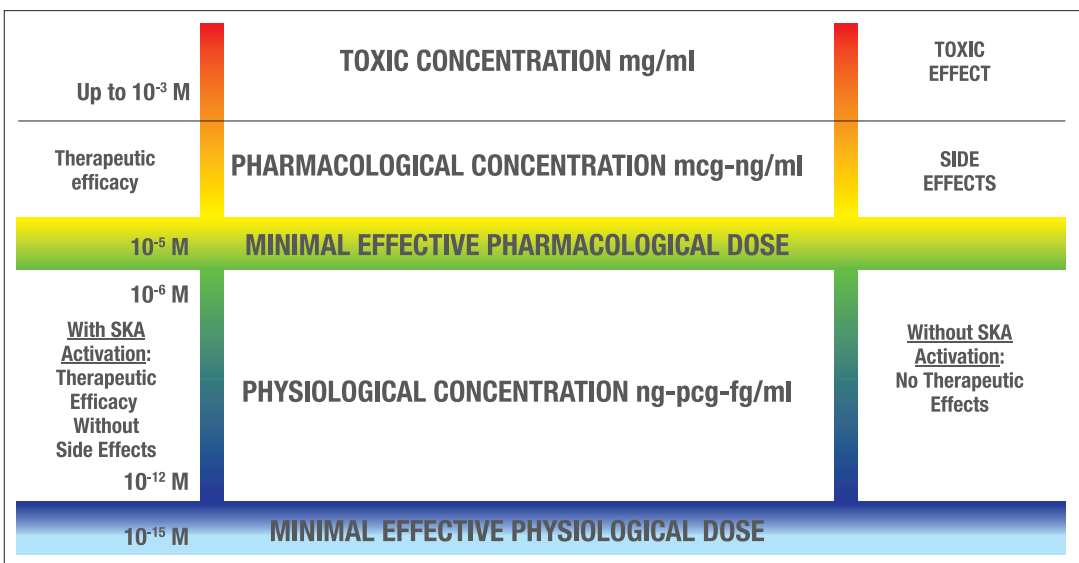 TOXIC CONCENTRATION mg/ml
TOXIC
EFFECT
Up to 10⁻³ M
Therapeutic
efficacy
PHARMACOLOGICAL CONCENTRATION mcg-ng/ml
SIDE
EFFECTS
10⁻⁵ M
MINIMAL EFFECTIVE PHARMACOLOGICAL DOSE
10⁻⁶ M
With SKA
Activation:
Therapeutic
Efficacy
Without
Side Effects
PHYSIOLOGICAL CONCENTRATION ng-pcg-fg/ml
Without SKA
Activation:
No Therapeutic
Effects
10⁻¹² M
10⁻¹⁵ M
MINIMAL EFFECTIVE PHYSIOLOGICAL DOSE